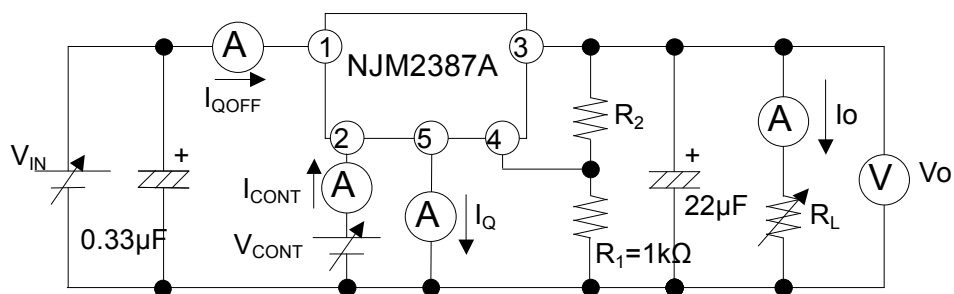 A
1
3
NJM2387A
I_QOFF
R₂
A
Io
2
5
4
V_IN
+
+
I_CONT
A
A
I_Q
22µF
R_L
V
Vo
0.33µF
V_CONT
R₁=1kΩ